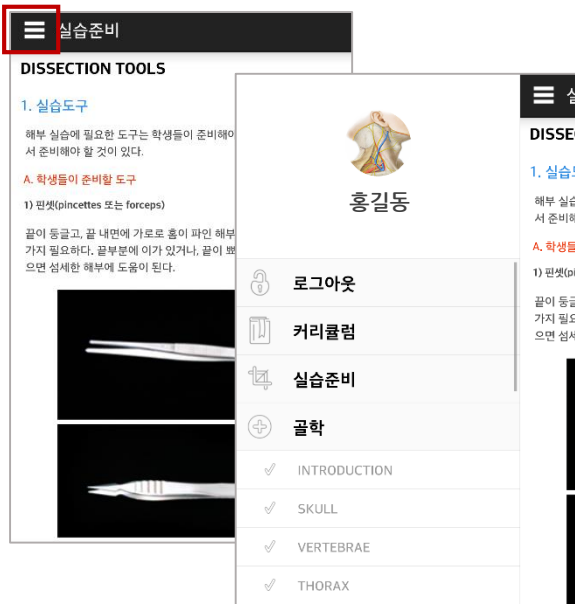 실습준비
DISSECTION TOOLS
1. 실습도구
해부 실습에 필요한 도구는 학생들이 준비해야
서 준비해야 할 것이 있다.
A. 학생들이 준비할 도구
1) 핀셋(pincettes 또는 forceps)
끝이 둥글고, 끝 내면에 가로로 홈이 파인 해부
가지 필요하다. 끝부분에 이가 있거나, 끝이 뾰
으면 섬세한 해부에 도움이 된다.
홍길동
로그아웃
커리큘럼
실습준비
골학
INTRODUCTION
SKULL
VERTEBRAE
THORAX
DISSE
1. 실습
해부 실습
서 준비해
A. 학생들
1) 핀셋(pi
끝이 둥글
가지 필요
으면 섬세